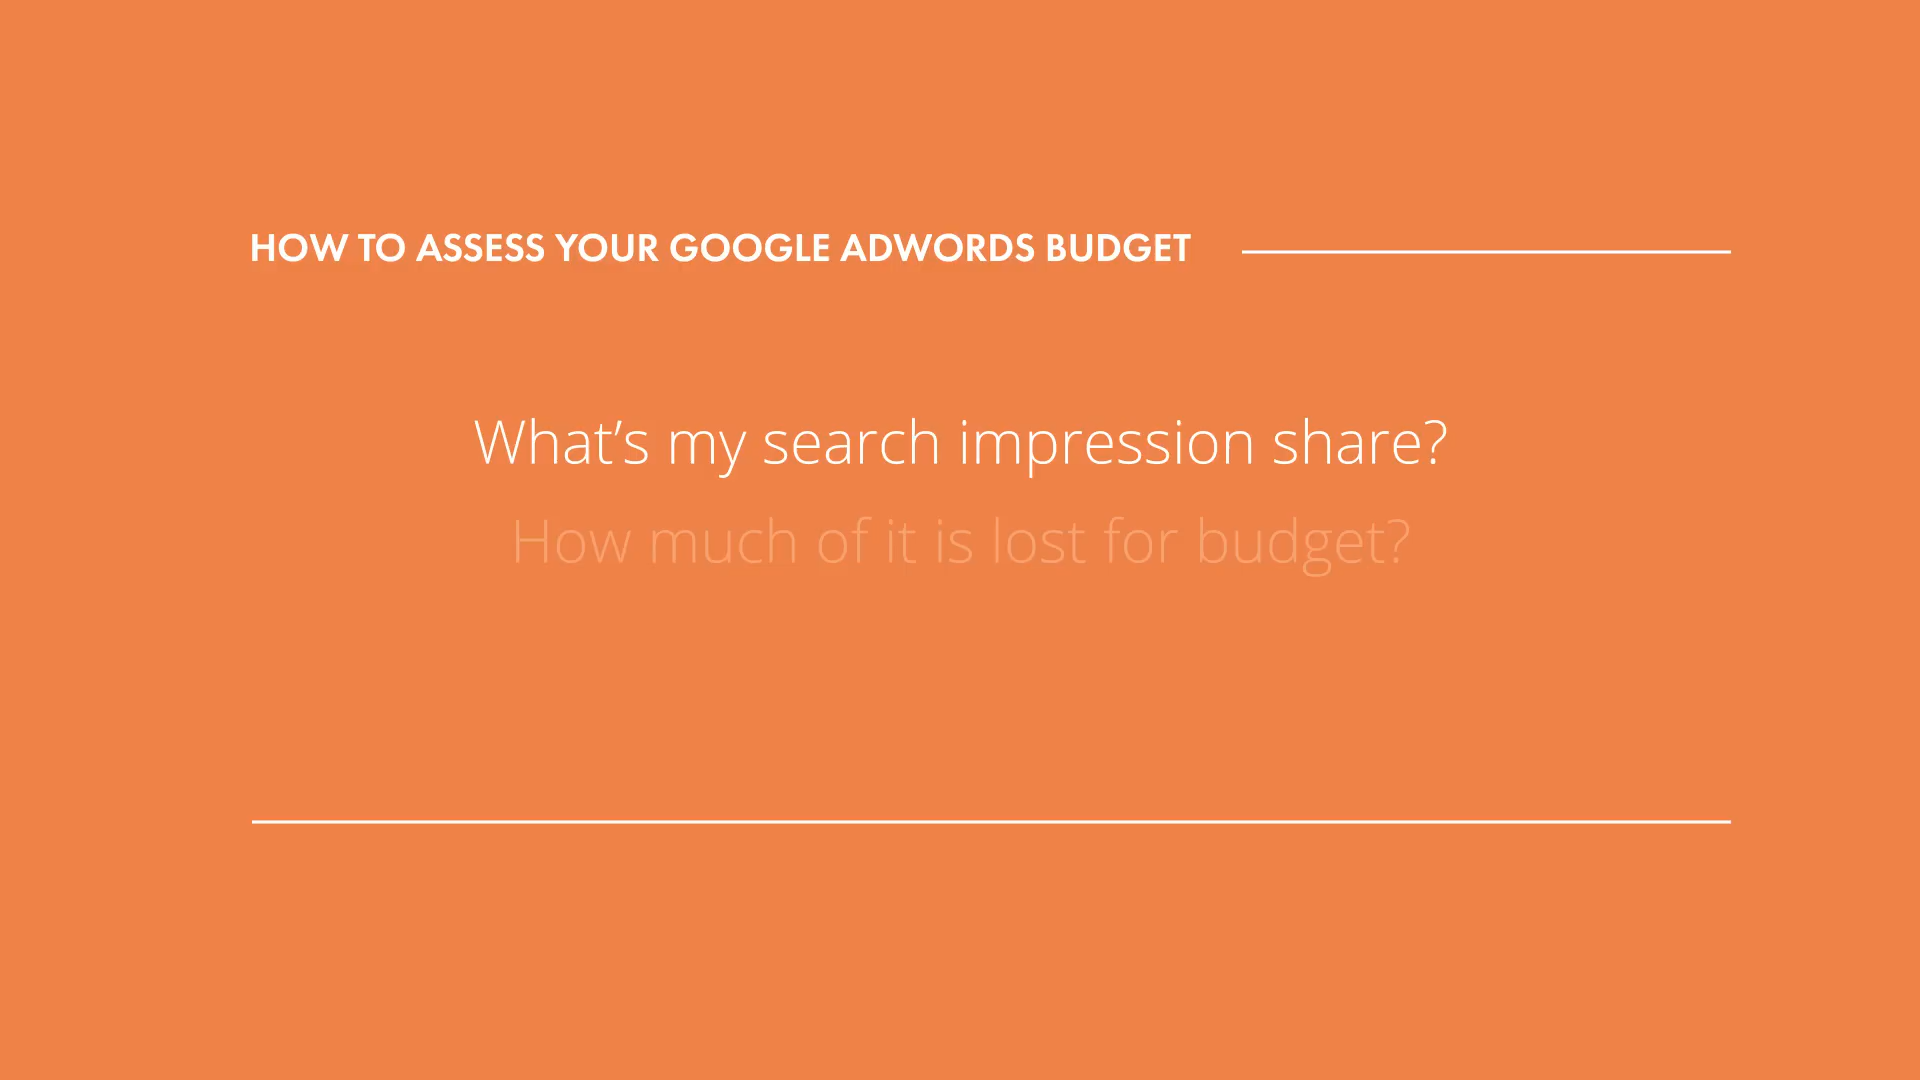 HOW TO ASSESS YOUR GOOGLE ADWORDS BUDGET
What’s my search impression share?
How much of it is lost for budget?